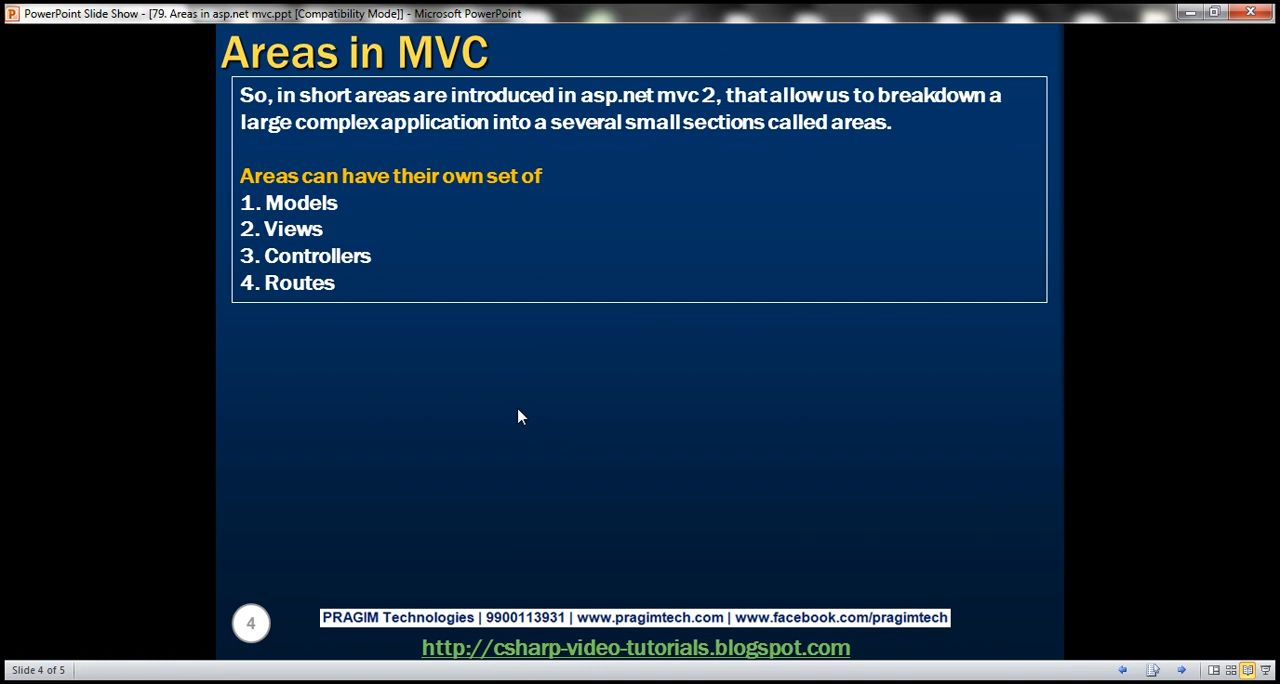 PowerPoint Slide Show - [79. Areas in asp.net mvc.ppt [Compatibility Mode]] - Microsoft PowerPoint
Areas in MVC
So, in short areas are introduced in asp.net mvc 2, that allow us to breakdown a
large complex application into a several small sections called areas.
Areas can have their own set of
1. Models
2. Views
3. Controllers
4. Routes
4
PRAGIM Technologies | 9900113931 | www.pragimtech.com | www.facebook.com/pragimtech
http://csharp-video-tutorials.blogspot.com
Slide 4 of 5